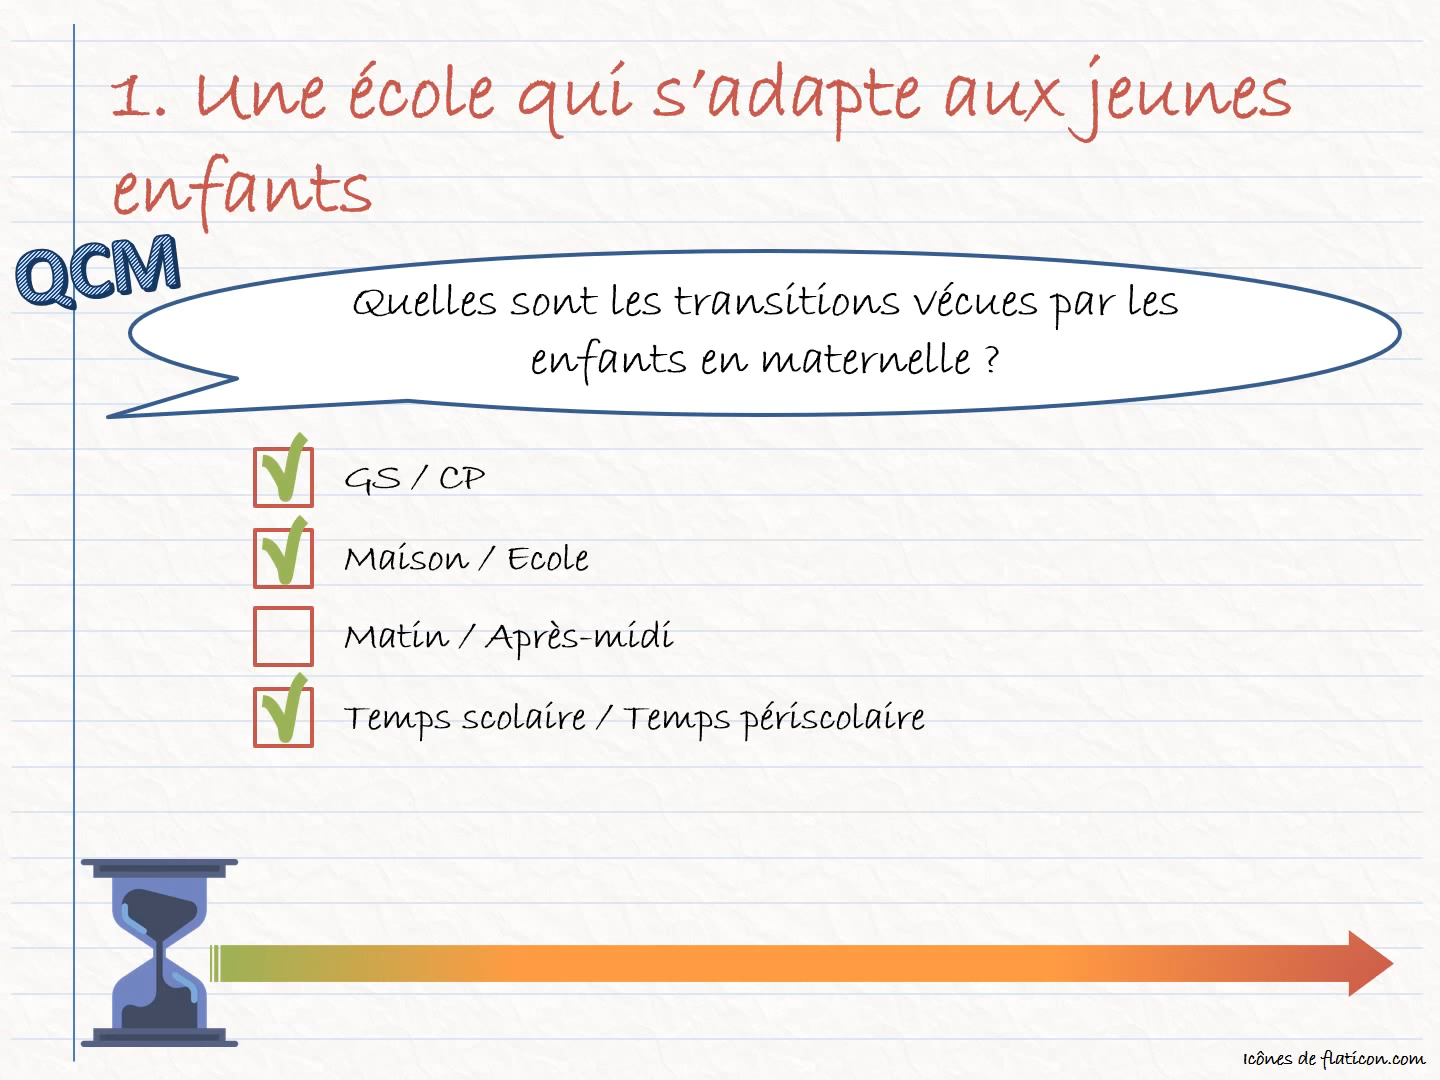 1. Une école qui s’adapte aux jeunes
enfants
QCM
Quelles sont les transitions vécues par les
enfants en maternelle ?
GS / CP
Maison / Ecole
Matin / Après-midi
Temps scolaire / Temps périscolaire
Icônes de flaticon.com